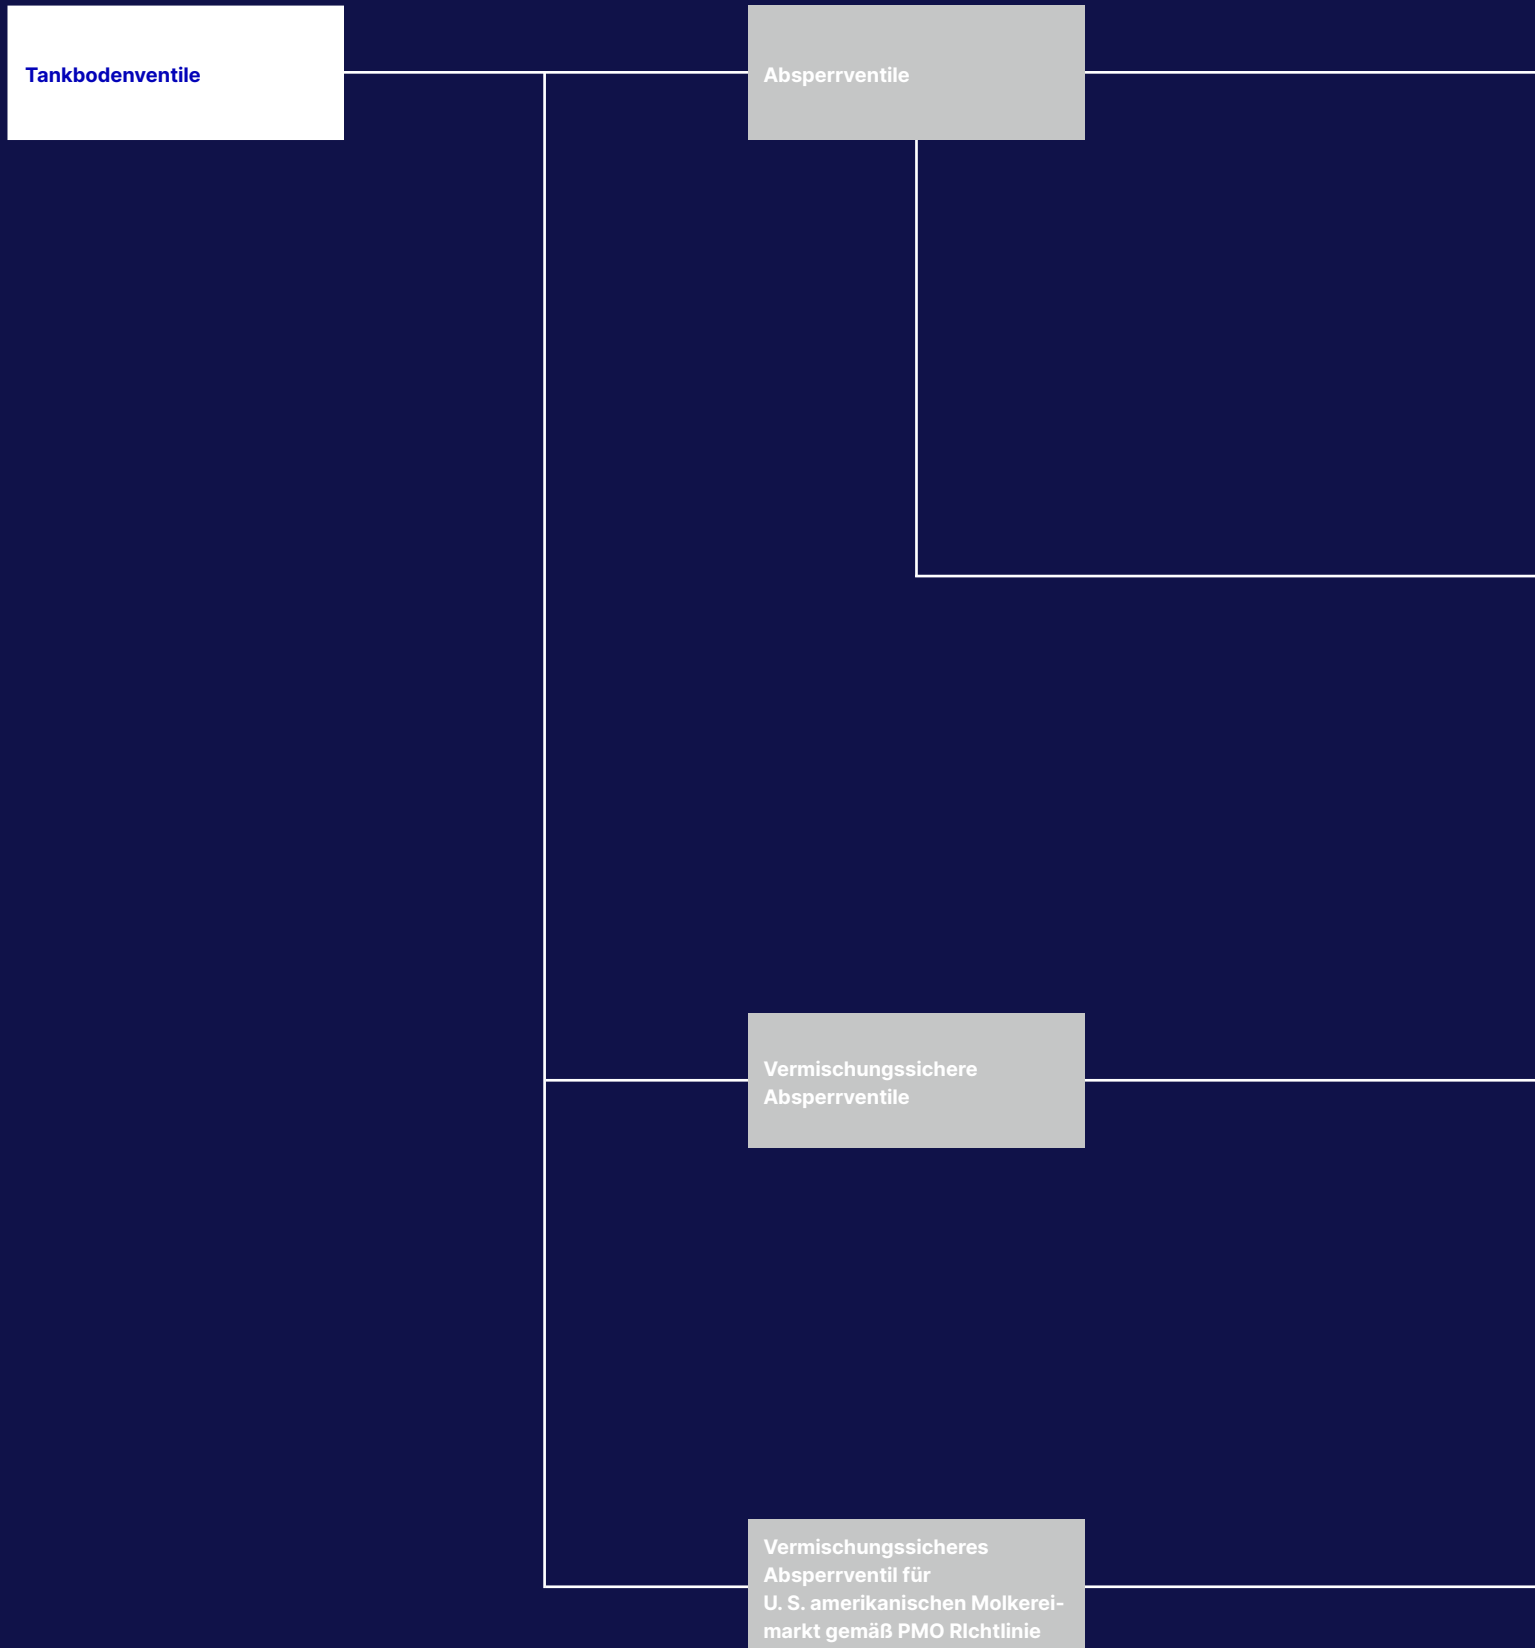 Tankbodenventile
Absperrventile
Vermischungssichere
Absperrventile
Vermischungssicheres
Absperrventil für
U. S. amerikanischen Molkerei-
markt gemäß PMO RIchtlinie